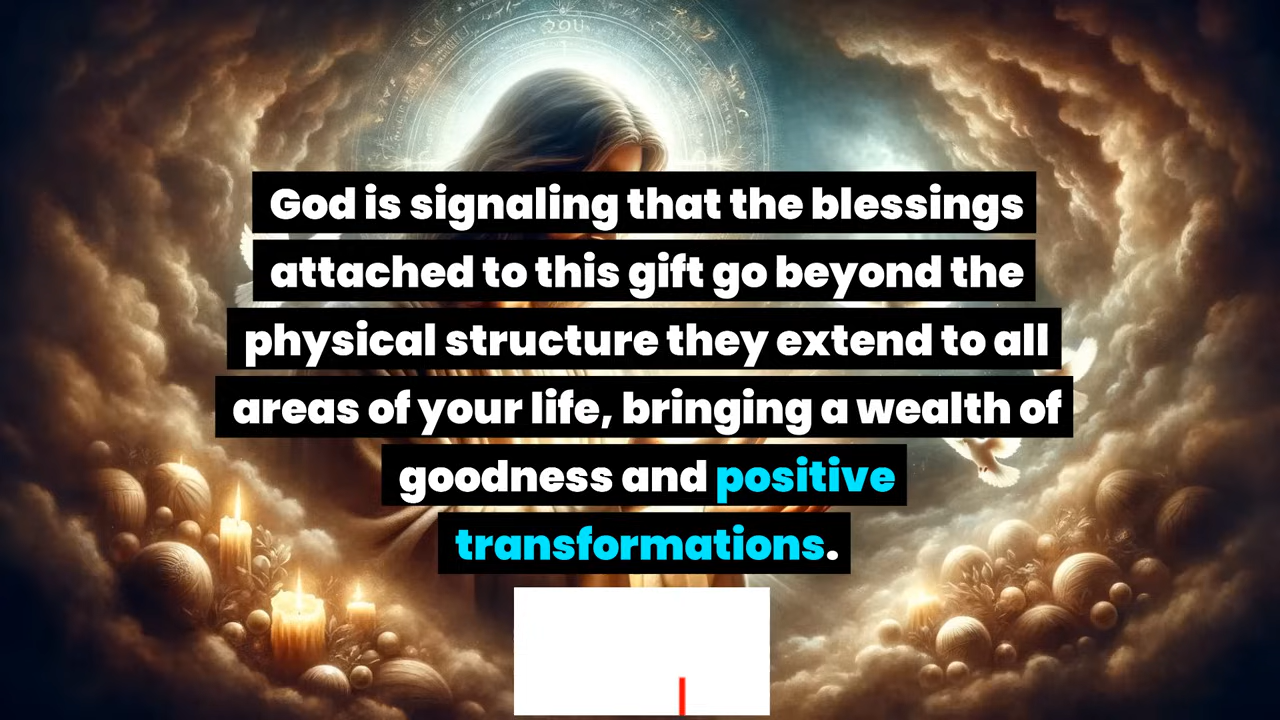 God is signaling that the blessings
attached to this gift go beyond the
physical structure they extend to all
areas of your life, bringing a wealth of
goodness and positive
transformations.